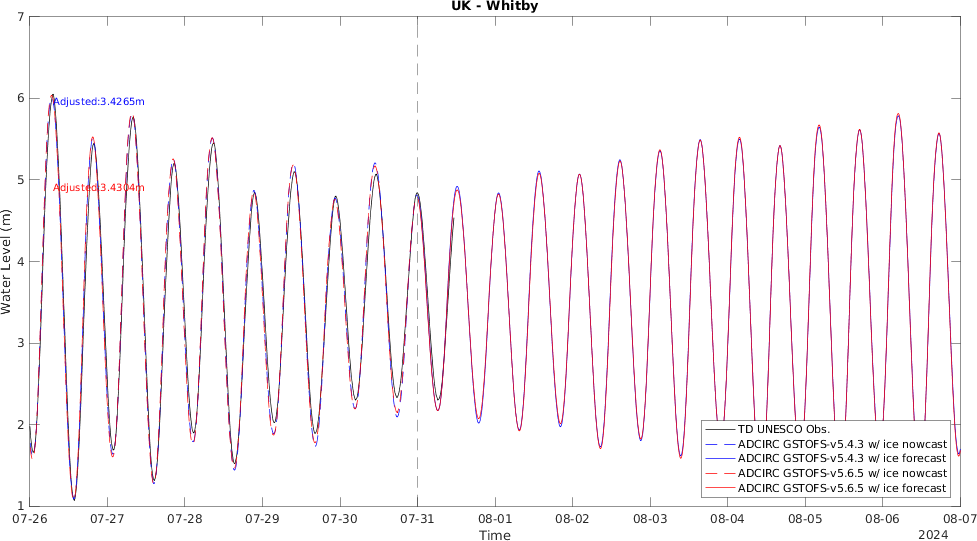 UK - Whitby
7
6
5
4
3
2
1
Water Level (m)
Adjusted:3.4265m
Adjusted:3.4304m
TD UNESCO Obs.
ADCIRC GSTOFS-v5.4.3 w/ ice nowcast
ADCIRC GSTOFS-v5.4.3 w/ ice forecast
ADCIRC GSTOFS-v5.6.5 w/ ice nowcast
ADCIRC GSTOFS-v5.6.5 w/ ice forecast
07-26 07-27 07-28 07-29 07-30 07-31 08-01 08-02 08-03 08-04 08-05 08-06 08-07
Time
2024